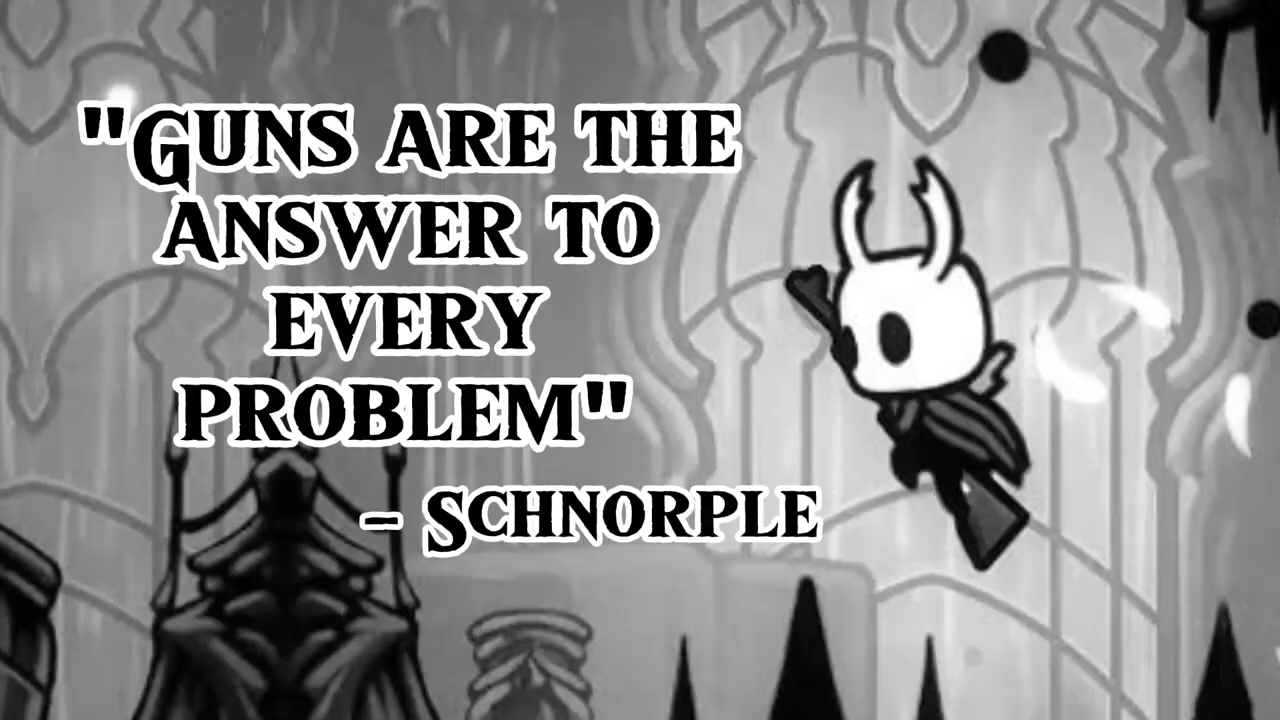 "Guns are the
answer to
every
problem"
- Schnorple